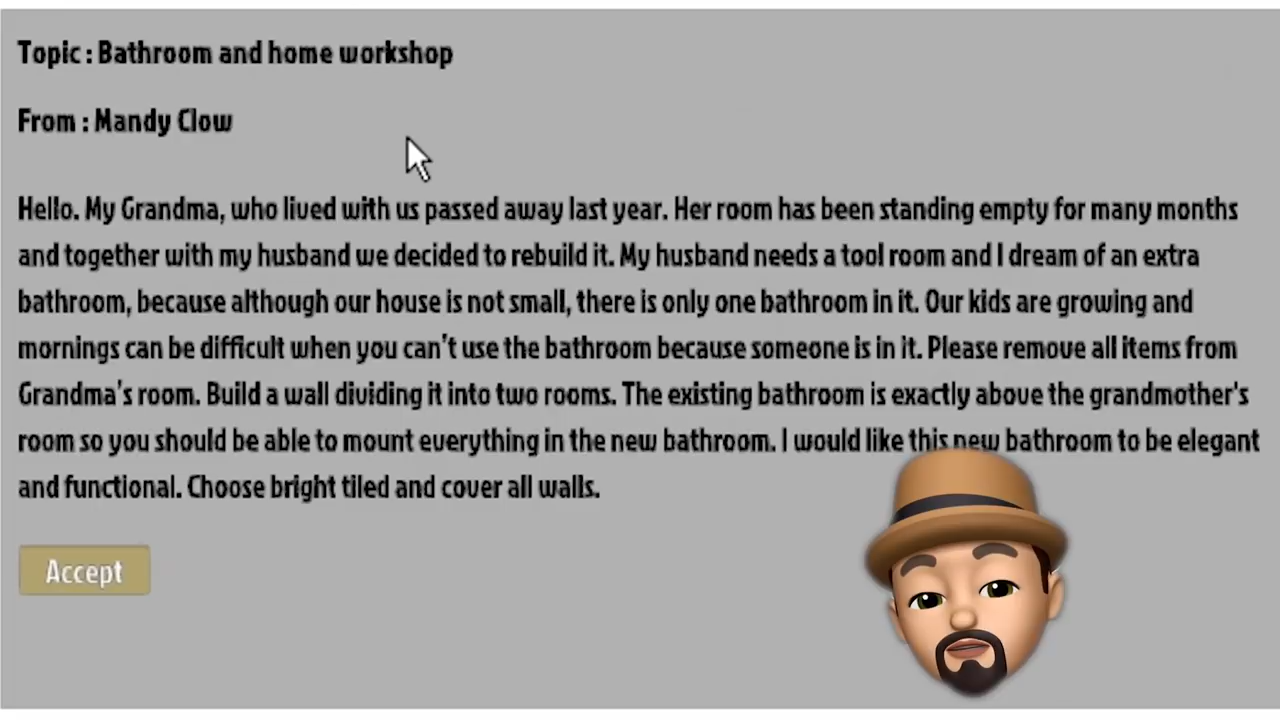 Topic : Bathroom and home workshop
From : Mandy Clow
Hello. My Grandma, who lived with us passed away last year. Her room has been standing empty for many months
and together with my husband we decided to rebuild it. My husband needs a tool room and I dream of an extra
bathroom, because although our house is not small, there is only one bathroom in it. Our kids are growing and
mornings can be difficult when you can't use the bathroom because someone is in it. Please remove all items from
Grandma's room. Build a wall dividing it into two rooms. The existing bathroom is exactly above the grandmother's
room so you should be able to mount everything in the new bathroom. I would like this new bathroom to be elegant
and functional. Choose bright tiled and cover all walls.
Accept